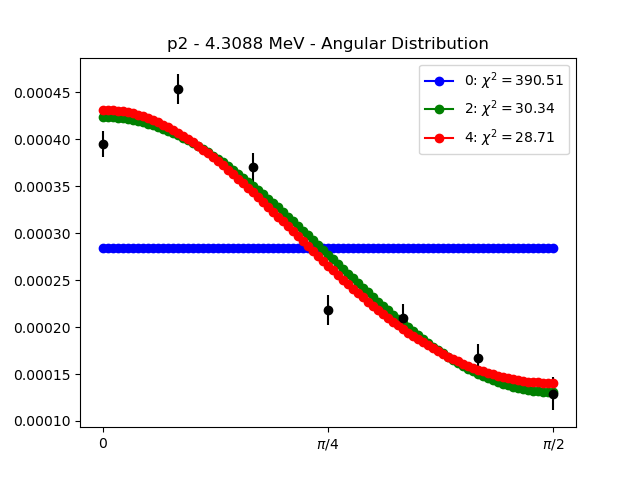 p2 - 4.3088 MeV - Angular Distribution
0: χ² = 390.51
2: χ² = 30.34
4: χ² = 28.71
0.00045
0.00040
0.00035
0.00030
0.00025
0.00020
0.00015
0.00010
0 π/4 π/2